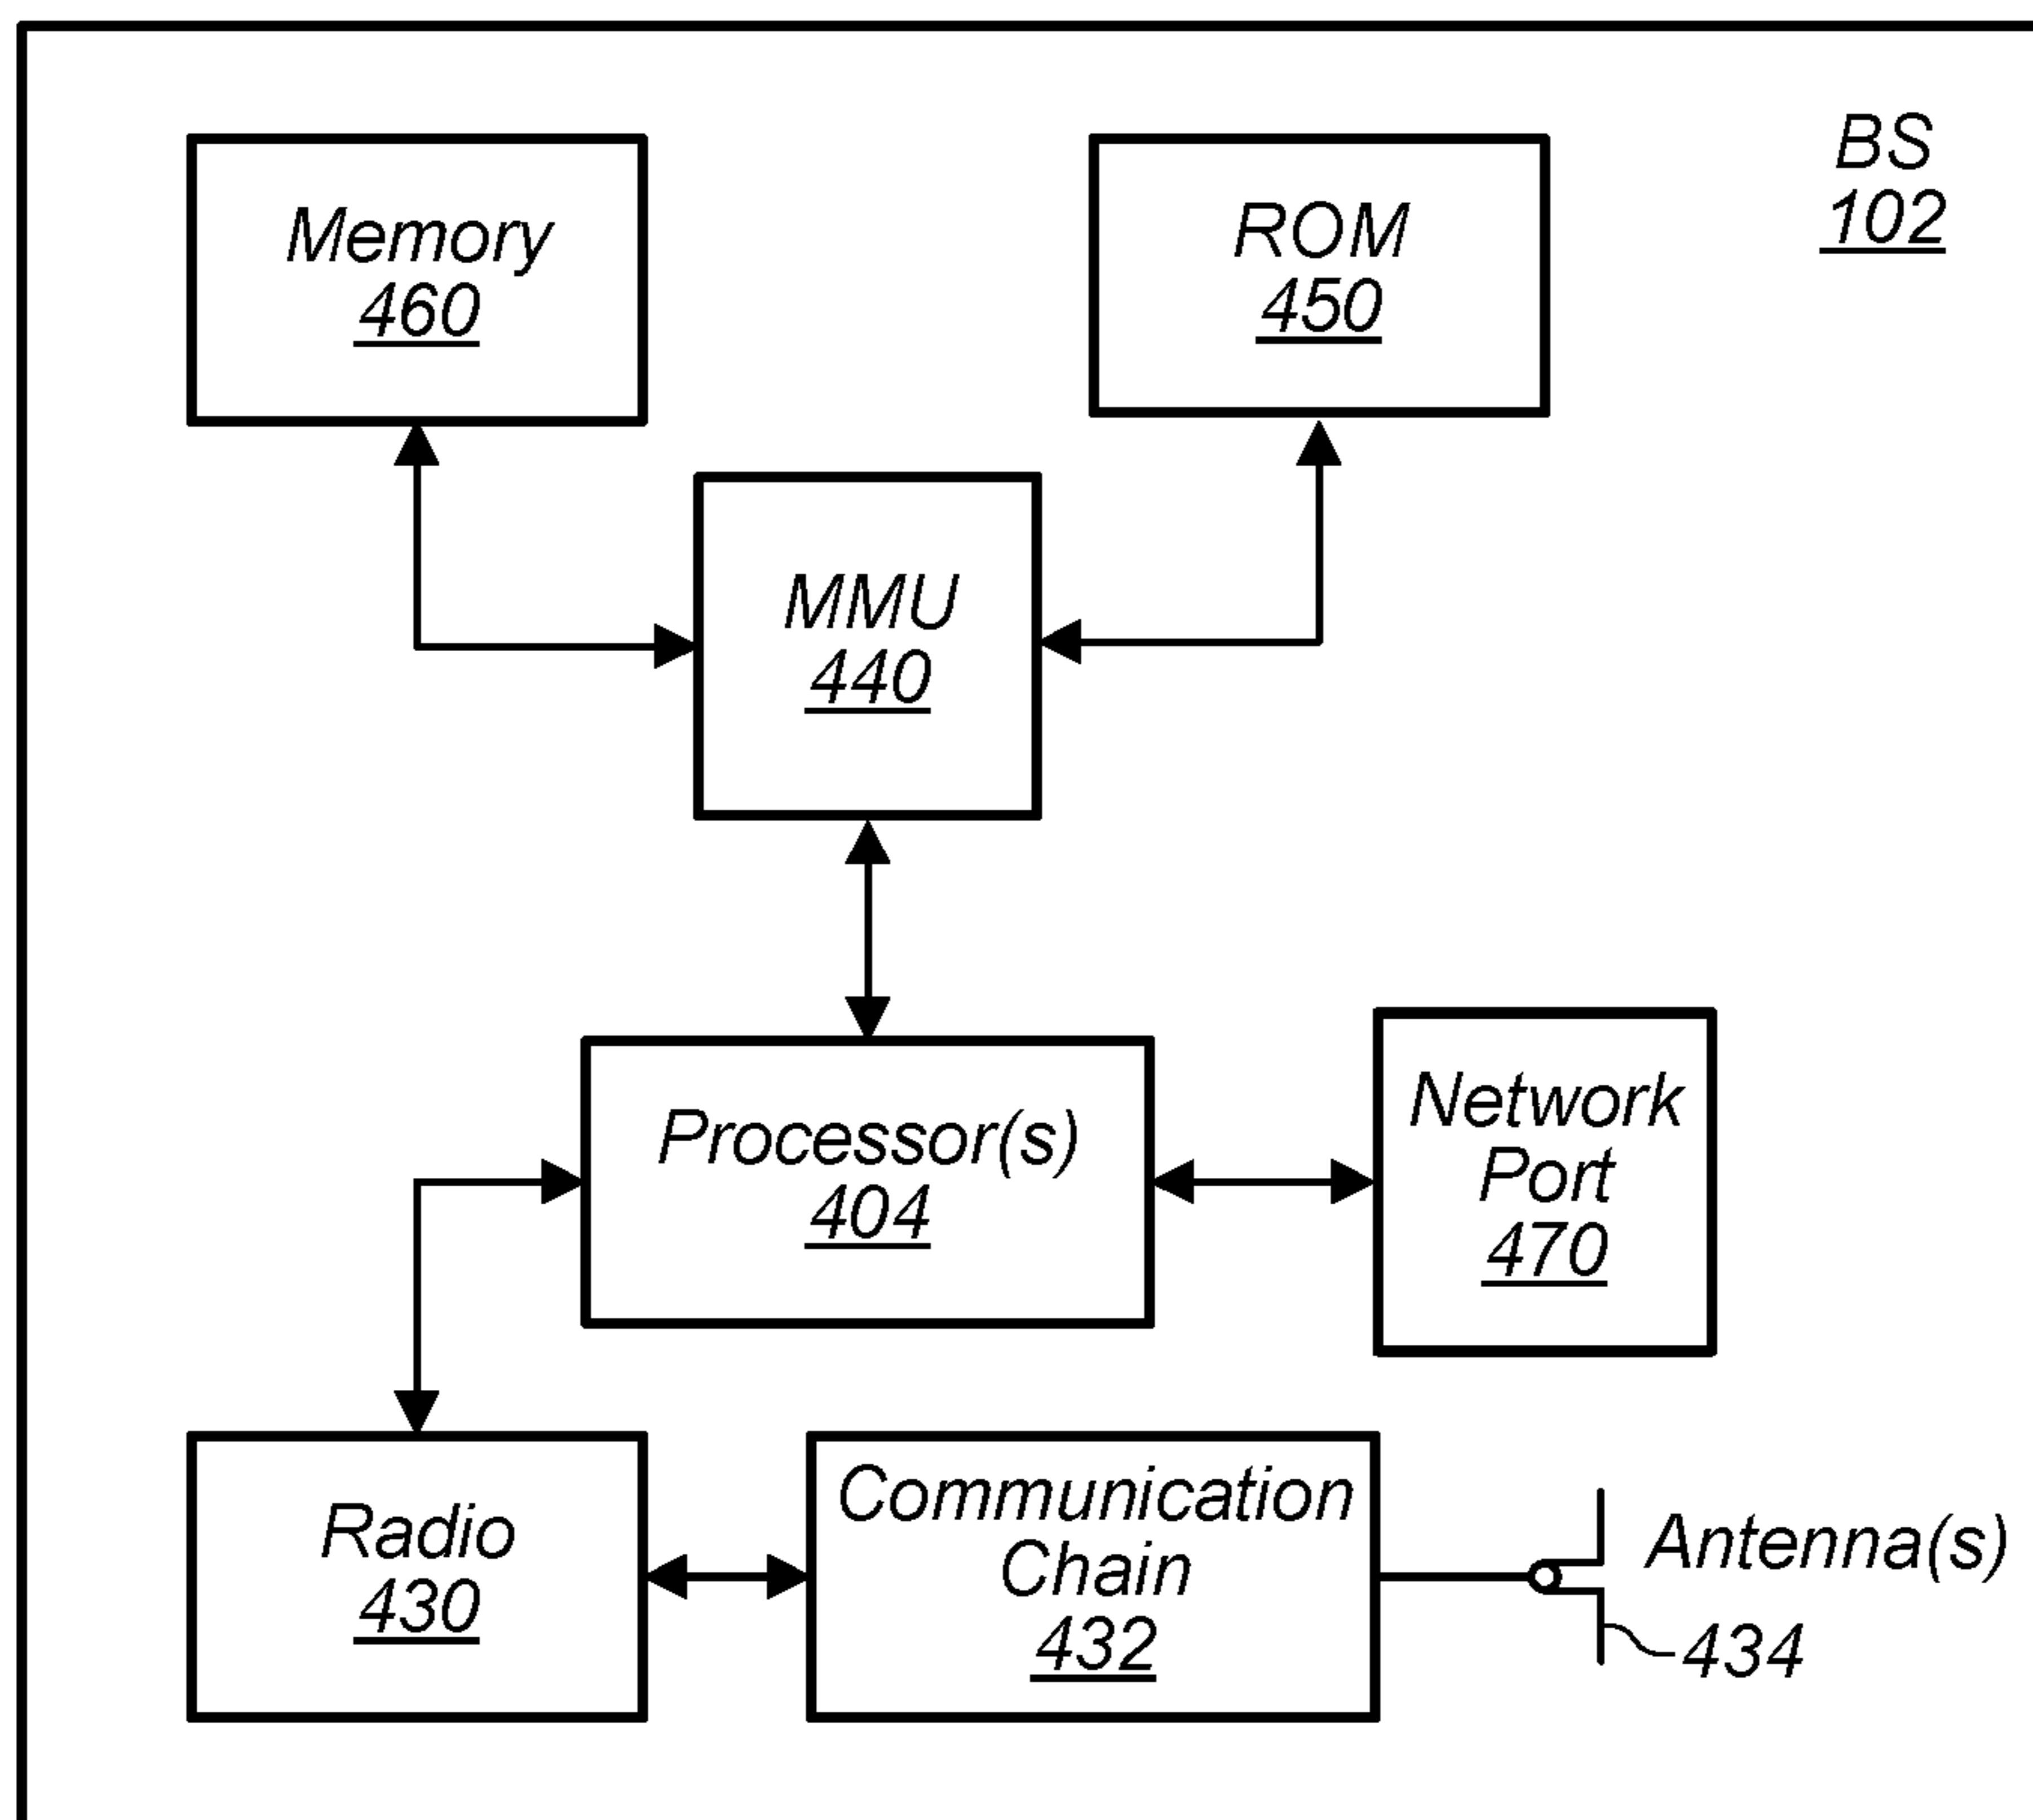 BS
102
Memory
460
ROM
450
MMU
440
Processor(s)
404
Network
Port
470
Radio
430
Communication
Chain
432
Antenna(s)
434